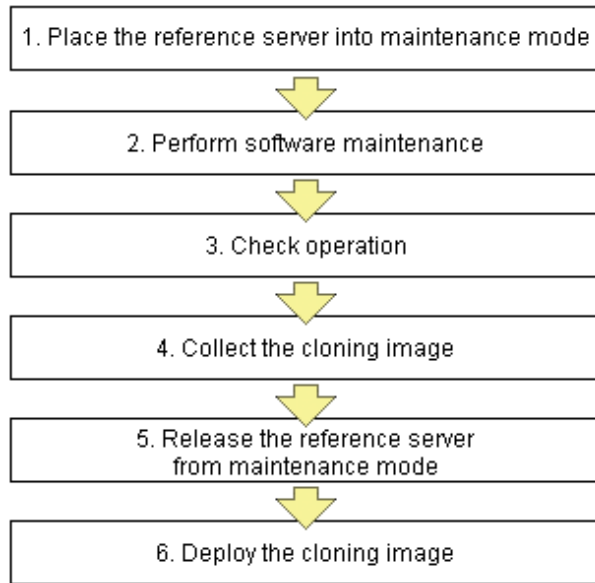 1. Place the reference server into maintenance mode
2. Perform software maintenance
3. Check operation
4. Collect the cloning image
5. Release the reference server
from maintenance mode
6. Deploy the cloning image